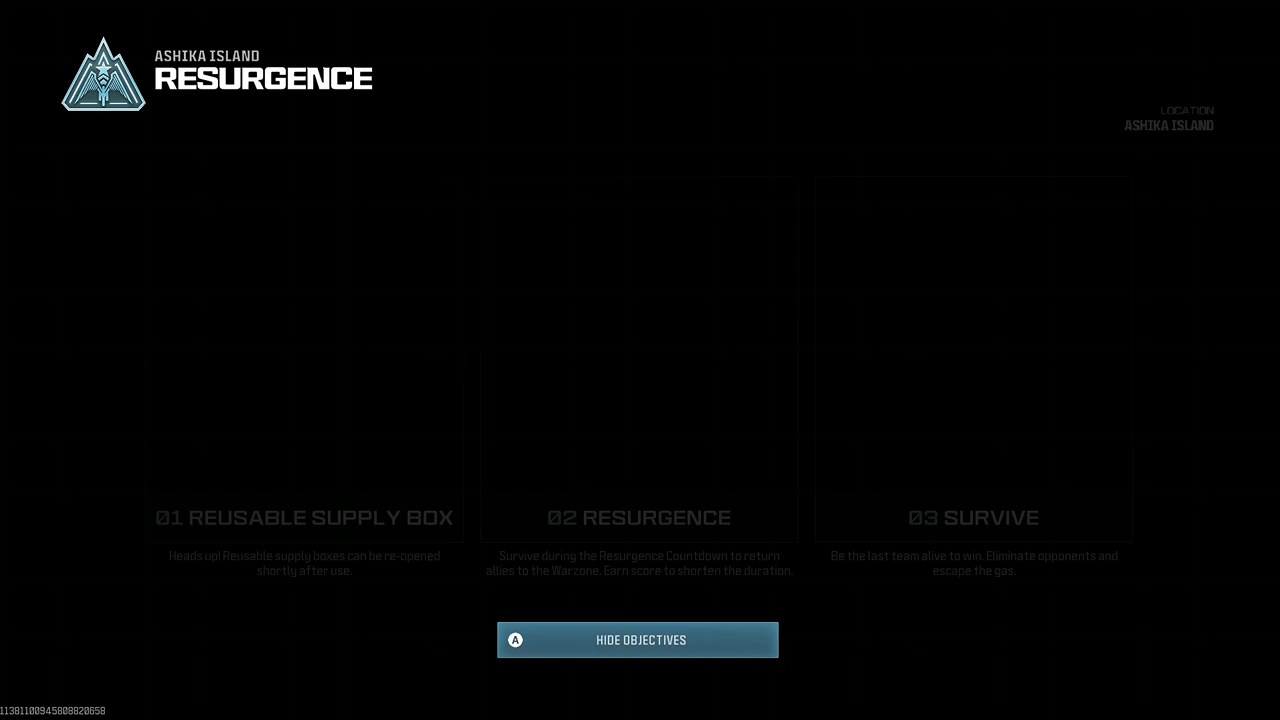 ASHIKA ISLAND
RESURGENCE
LOCATION
ASHIKA ISLAND
01 REUSABLE SUPPLY BOX
Heads up! Reusable supply boxes can be re-opened
shortly after use.
02 RESURGENCE
Survive during the Resurgence Countdown to return
allies to the Warzone. Earn score to shorten the duration.
03 SURVIVE
Be the last team alive to win. Eliminate opponents and
escape the gas.
A HIDE OBJECTIVES
11381100945808820658